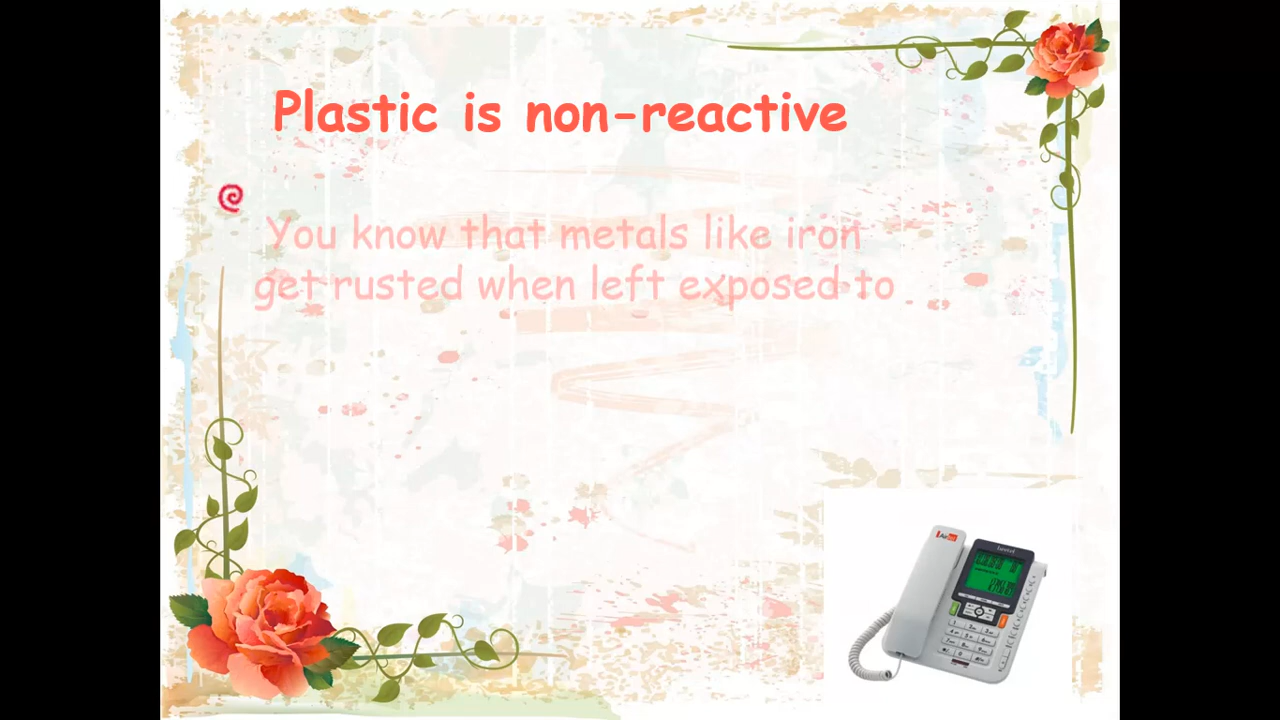 Plastic is non-reactive
You know that metals like iron
get rusted when left exposed to